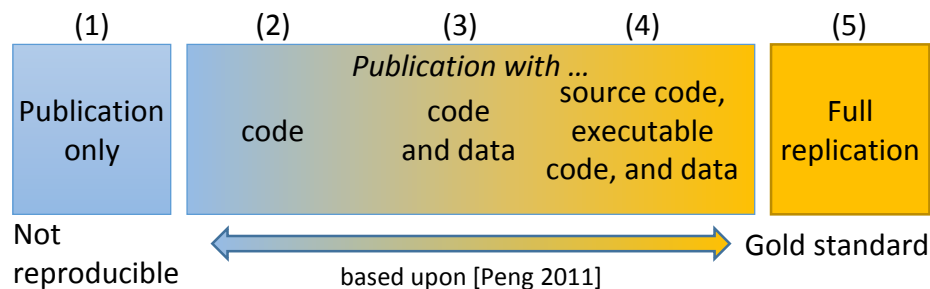 (1) (2) (3) (4) (5)
Publication with …
Publication
only
code
code
and data
source code,
executable
code, and data
Full
replication
Not
reproducible
Gold standard
based upon [Peng 2011]